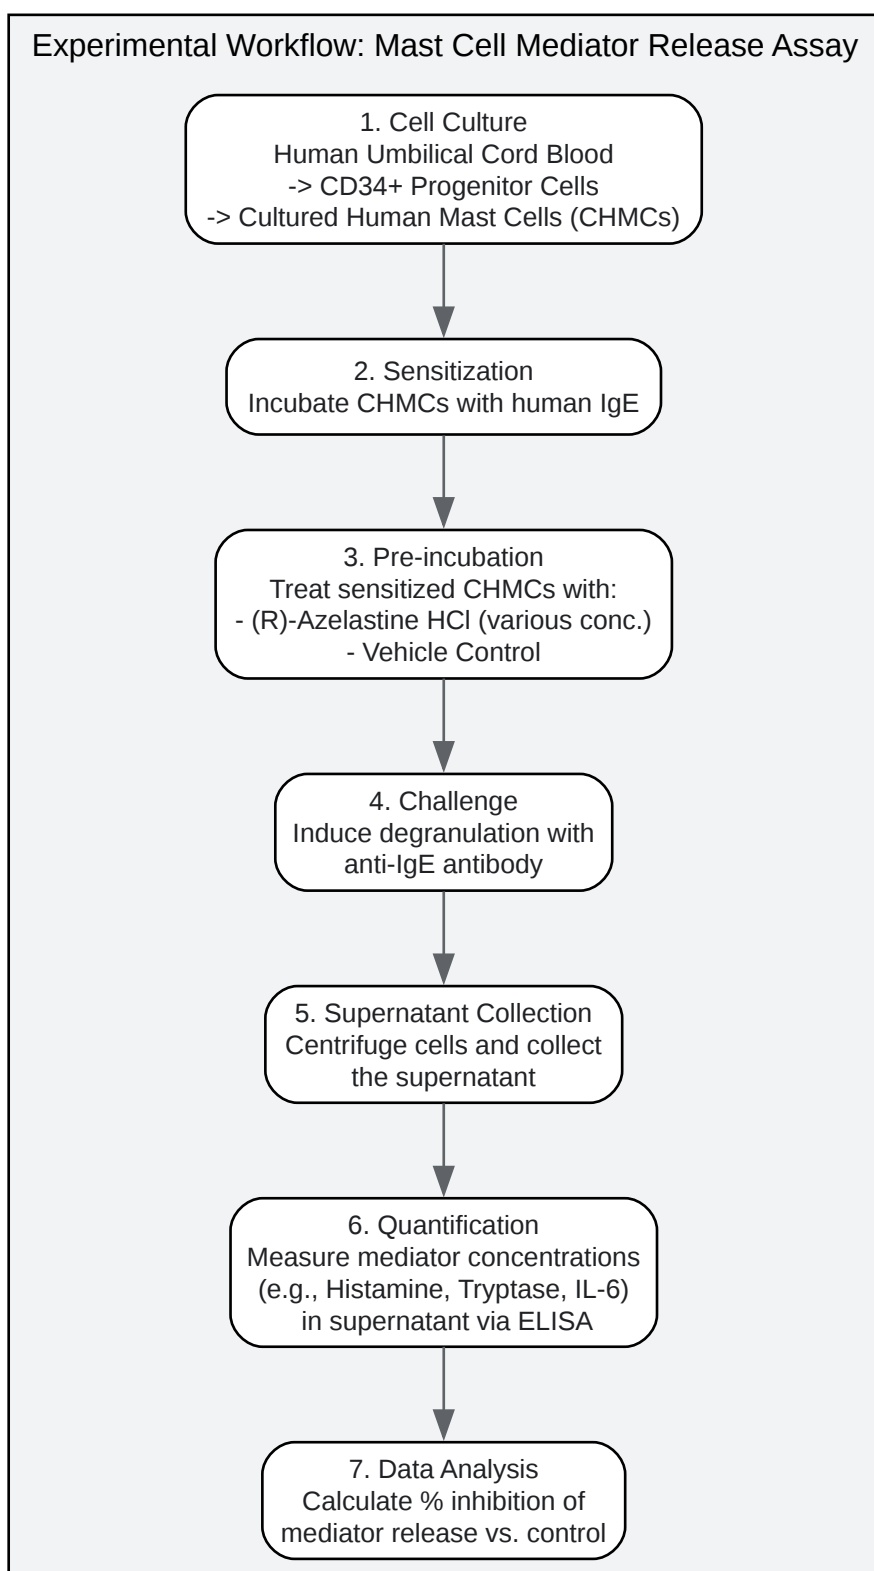 Experimental Workflow: Mast Cell Mediator Release Assay
1. Cell Culture
Human Umbilical Cord Blood
-> CD34+ Progenitor Cells
-> Cultured Human Mast Cells (CHMCs)
2. Sensitization
Incubate CHMCs with human IgE
3. Pre-incubation
Treat sensitized CHMCs with:
- (R)-Azelastine HCl (various conc.)
- Vehicle Control
4. Challenge
Induce degranulation with
anti-IgE antibody
5. Supernatant Collection
Centrifuge cells and collect
the supernatant
6. Quantification
Measure mediator concentrations
(e.g., Histamine, Tryptase, IL-6)
in supernatant via ELISA
7. Data Analysis
Calculate % inhibition of
mediator release vs. control